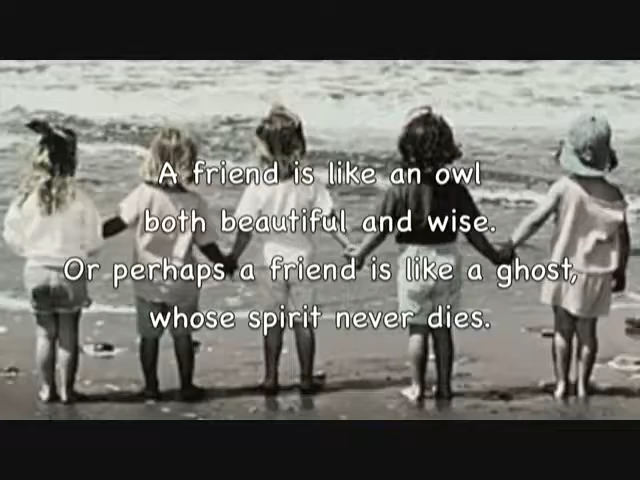 A friend is like an owl
both beautiful and wise.
Or perhaps a friend is like a ghost,
whose spirit never dies.